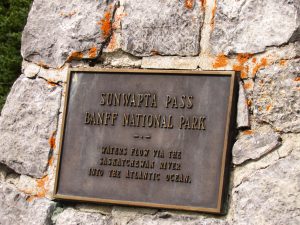 SUNWAPTA PASS
BANFF NATIONAL PARK
WATERS FLOW VIA THE
SASKATCHEWAN RIVER
INTO THE ATLANTIC OCEAN.